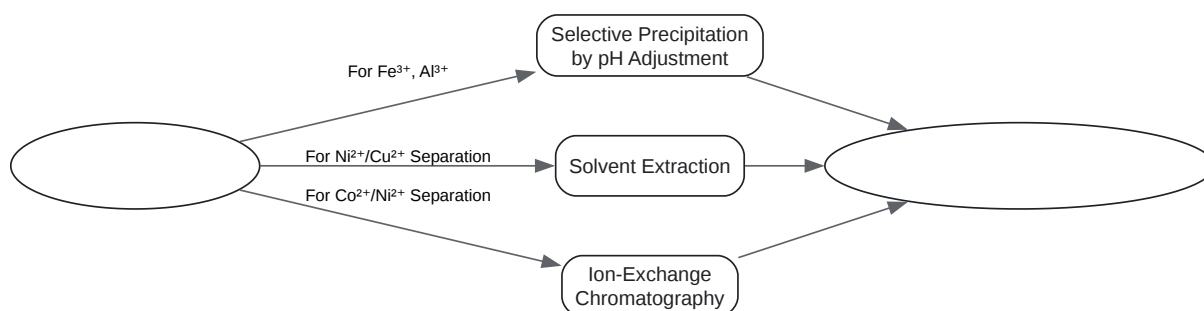 Selective Precipitation
by pH Adjustment
For Fe³⁺, Al³⁺
For Ni²⁺/Cu²⁺ Separation
Solvent Extraction
For Co²⁺/Ni²⁺ Separation
Ion-Exchange
Chromatography